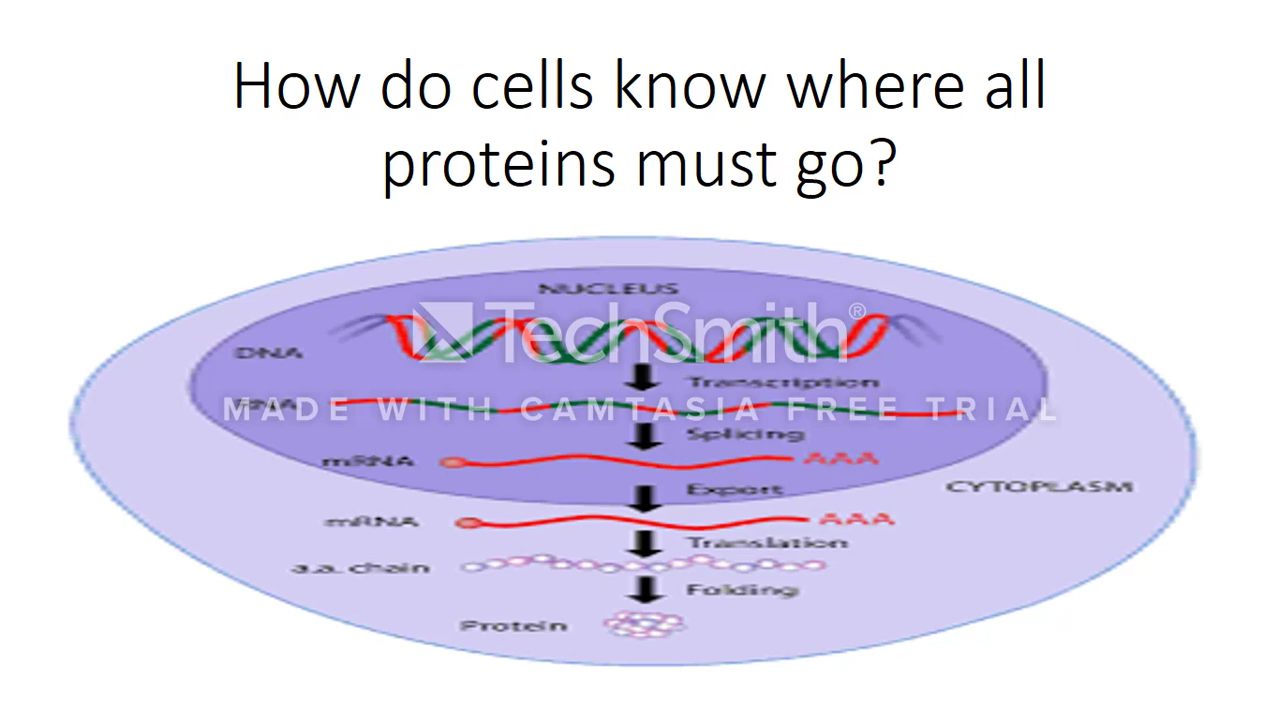 How do cells know where all
proteins must go?
NUCLEUS
TechSmith®
DNA
Transcription
RNA
MADE WITH CAMTASIA FREE TRIAL
Splicing
mRNA
AAA
Export
CYTOPLASM
mRNA
AAA
Translation
a.a. chain
Folding
Protein